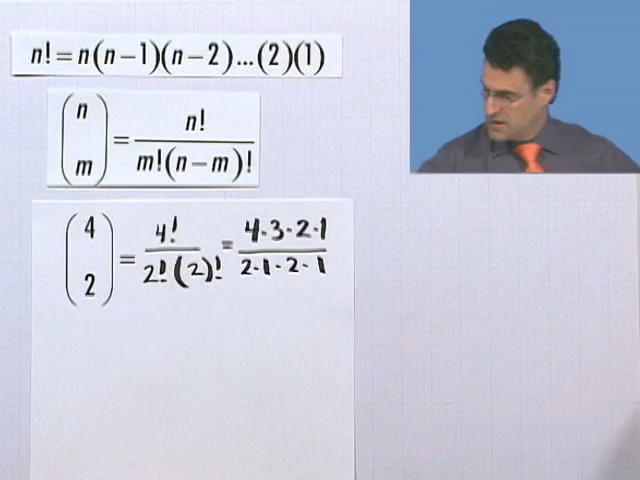 n! = n(n−1)(n−2)...(2)(1)
(n m) = n! / m!(n−m)!
(4 2) = 4! / 2!(2)! = 4·3·2·1 / 2·1·2·1